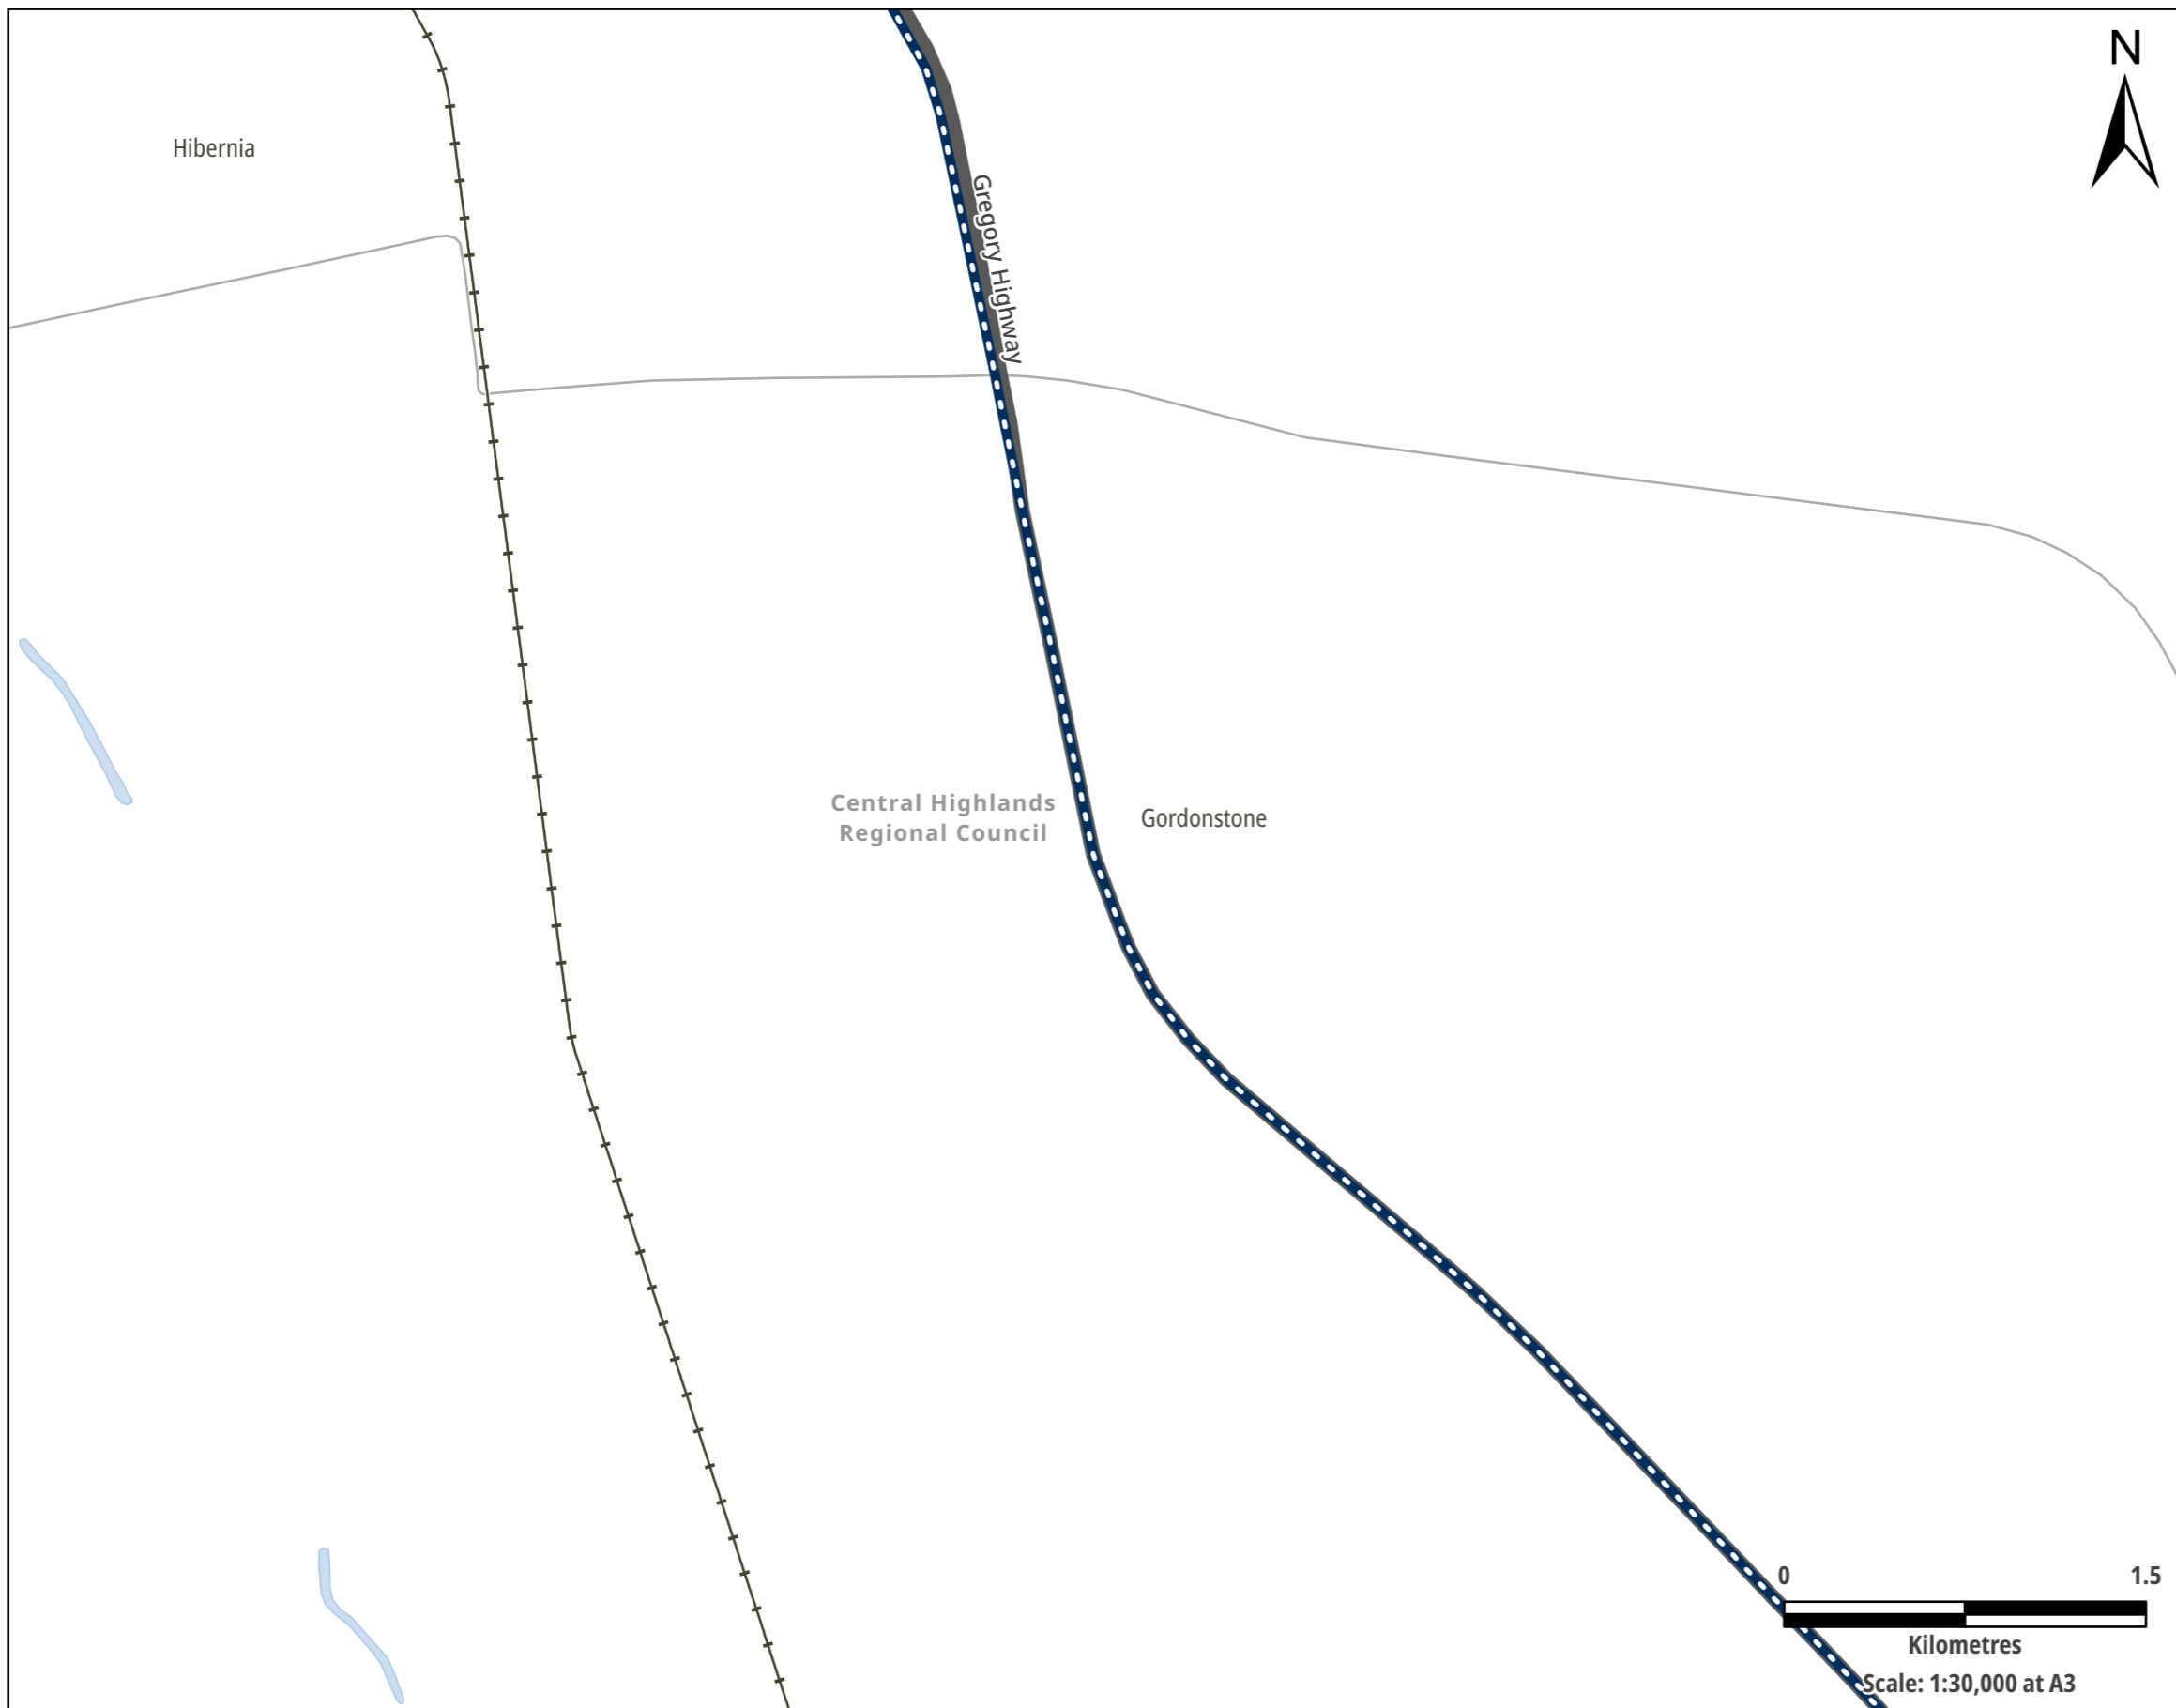 N
Hibernia
Gregory Highway
Central Highlands
Regional Council
Gordonstone
0 1.5
Kilometres
Scale: 1:30,000 at A3